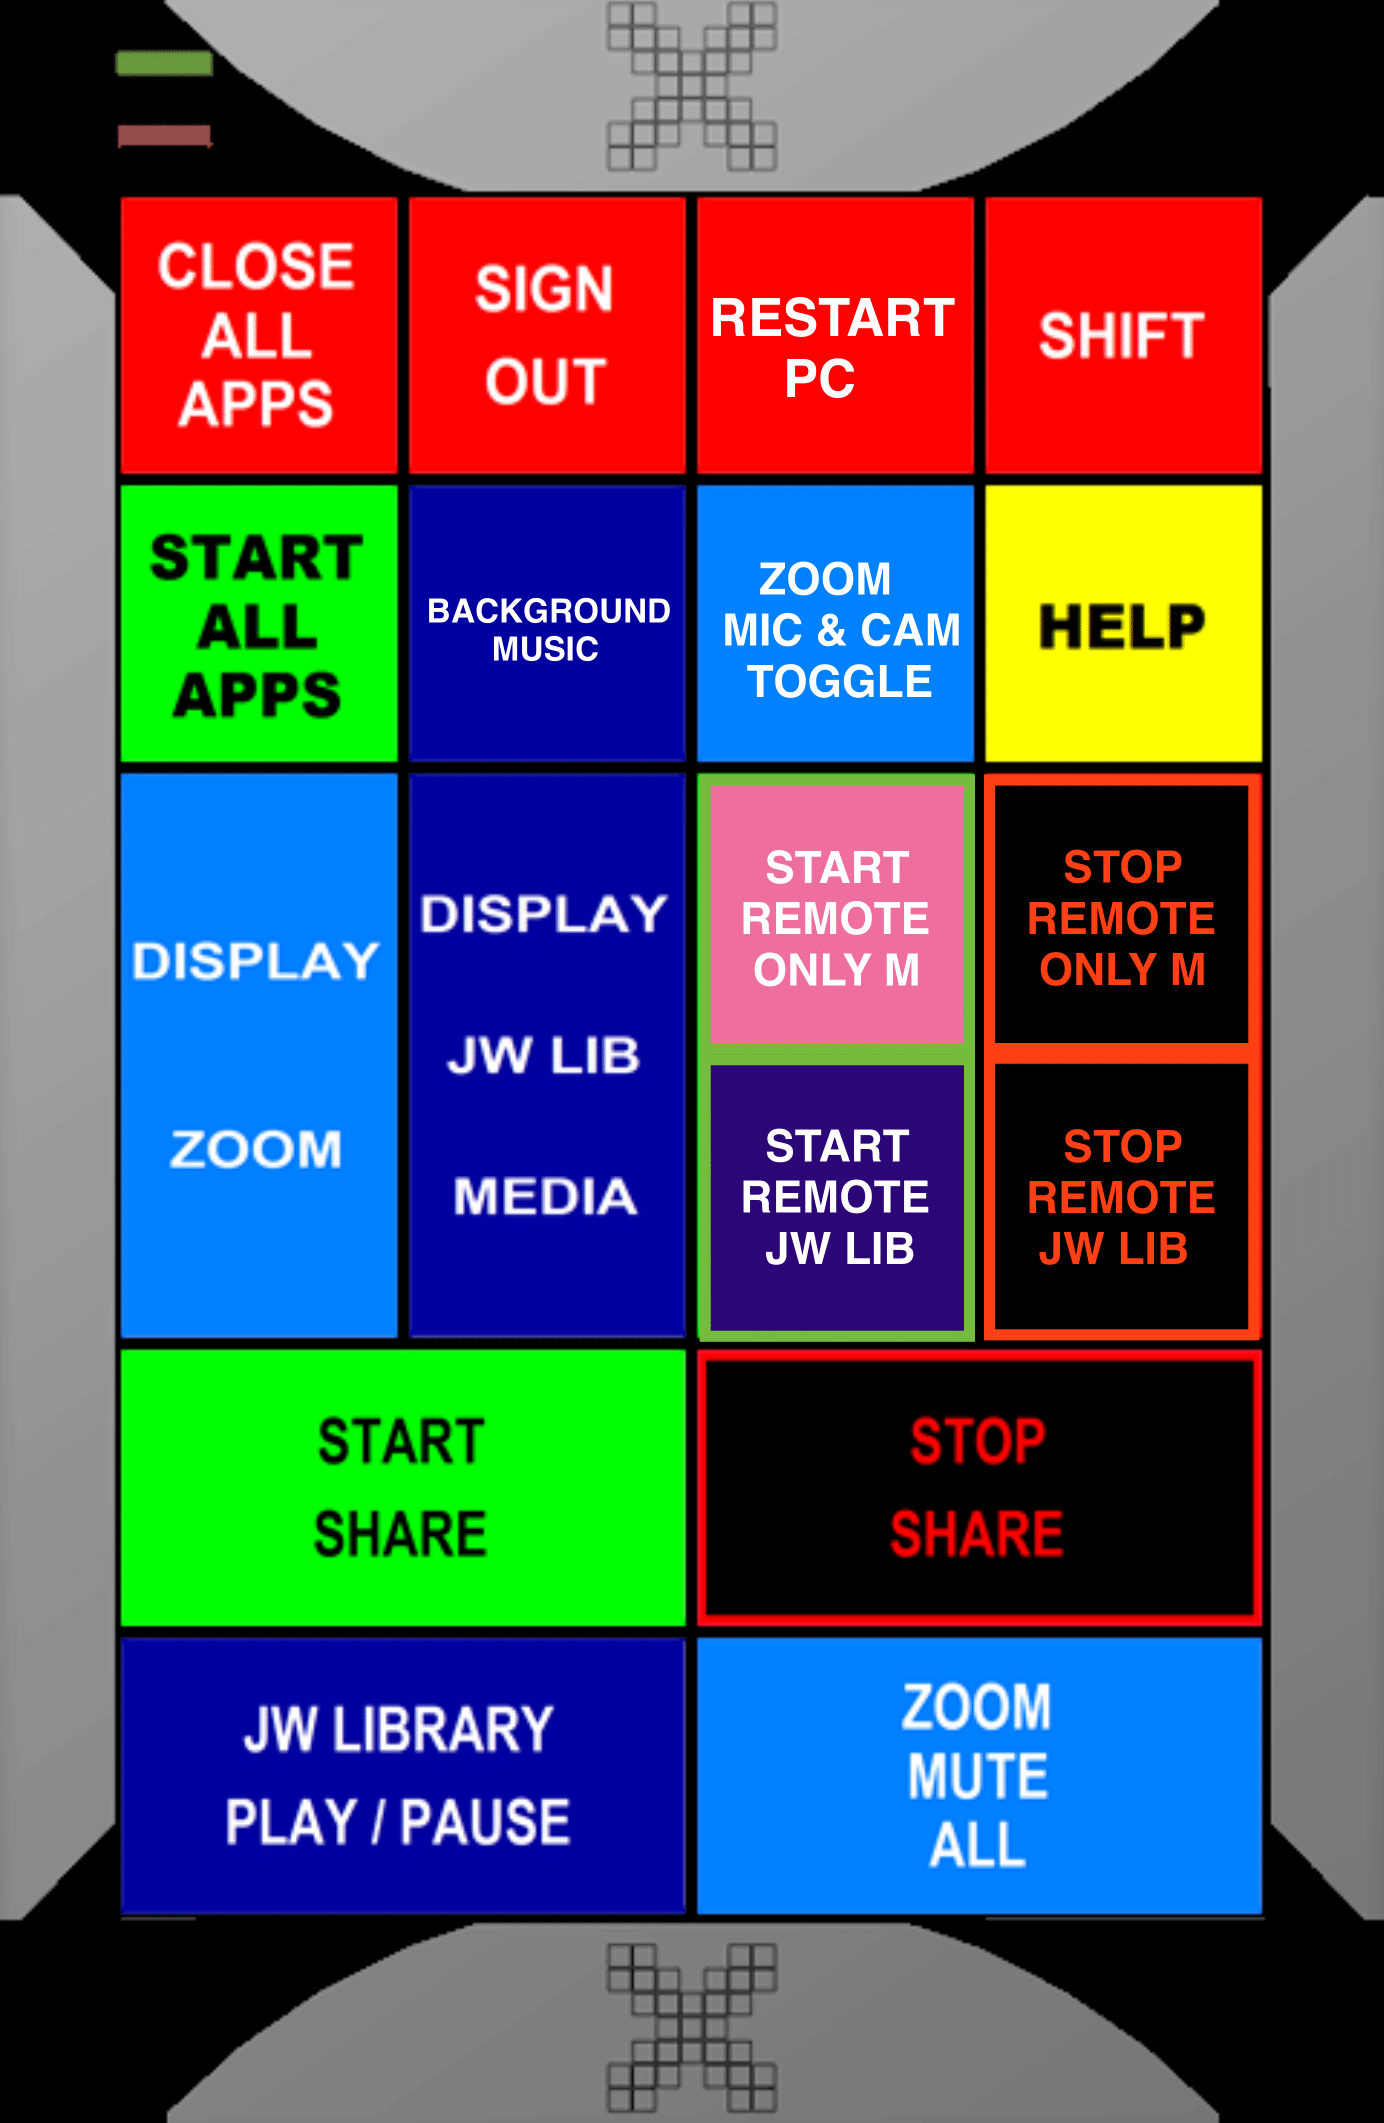 CLOSE
ALL
APPS
SIGN
OUT
RESTART
PC
SHIFT
START
ALL
APPS
BACKGROUND
MUSIC
ZOOM
MIC & CAM
TOGGLE
HELP
DISPLAY
ZOOM
DISPLAY
JW LIB
MEDIA
START
REMOTE
ONLY M
STOP
REMOTE
ONLY M
START
REMOTE
JW LIB
STOP
REMOTE
JW LIB
START
SHARE
STOP
SHARE
JW LIBRARY
PLAY / PAUSE
ZOOM
MUTE
ALL